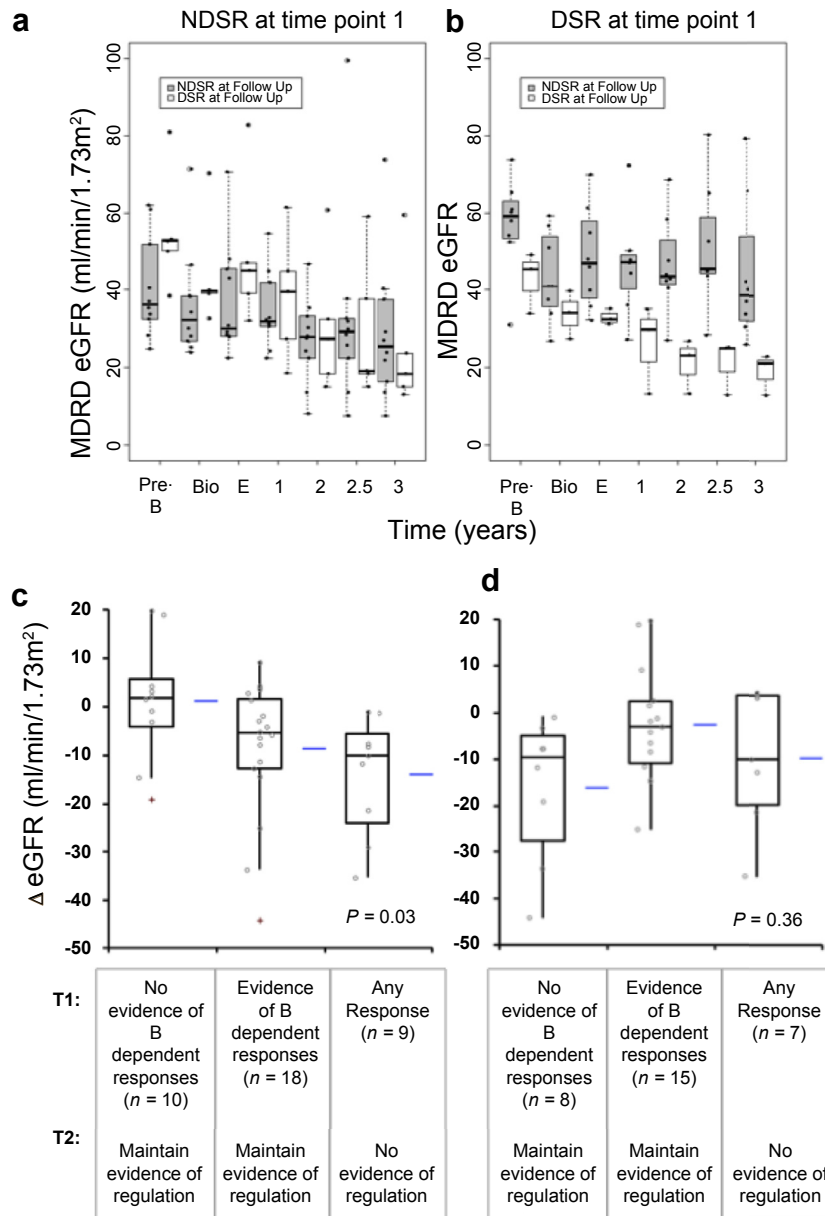 a
NDSR at time point 1
b
DSR at time point 1
MDRD eGFR (ml/min/1.73m²)
100
80
60
40
20
0
NDSR at Follow Up
DSR at Follow Up
Pre-
B
Bio
E
1
2
2.5
3
MDRD eGFR
100
80
60
40
20
0
NDSR at Follow Up
DSR at Follow Up
Pre-
B
Bio
E
1
2
2.5
3
Time (years)
c
Δ eGFR (ml/min/1.73m²)
20
10
0
-10
-20
-30
-40
-50
P = 0.03
d
20
10
0
-10
-20
-30
-40
-50
P = 0.36
T1:
No
evidence of
B
dependent
responses
(n = 10)
Evidence
of B
dependent
responses
(n = 18)
Any
Response
(n = 9)
No
evidence of
B
dependent
responses
(n = 8)
Evidence
of B
dependent
responses
(n = 15)
Any
Response
(n = 7)
T2:
Maintain
evidence of
regulation
Maintain
evidence of
regulation
No
evidence of
regulation
Maintain
evidence of
regulation
Maintain
evidence of
regulation
No
evidence of
regulation